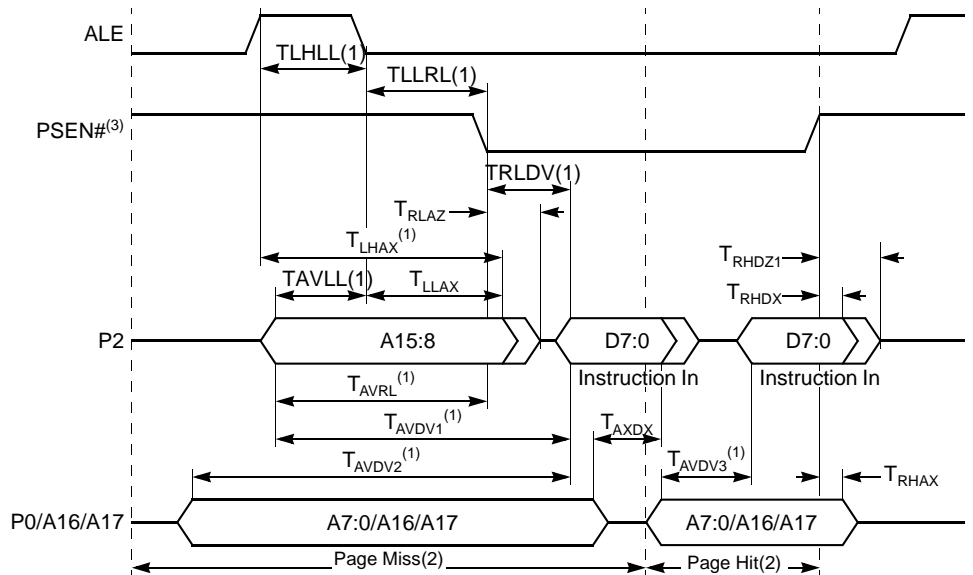 ALE
TLHLL(1)
TLLRL(1)
PSEN#(3)
TRLDV(1)
TRLAZ
TLHAX(1)
TRHDZ1
TAVLL(1)
TLLAX
TRHDX
P2
A15:8
D7:0
D7:0
Instruction In
Instruction In
TAVRL(1)
TAVDV1(1)
TAXDX
TAVDV2(1)
TAVDV3(1)
TRHAX
P0/A16/A17
A7:0/A16/A17
A7:0/A16/A17
Page Miss(2)
Page Hit(2)